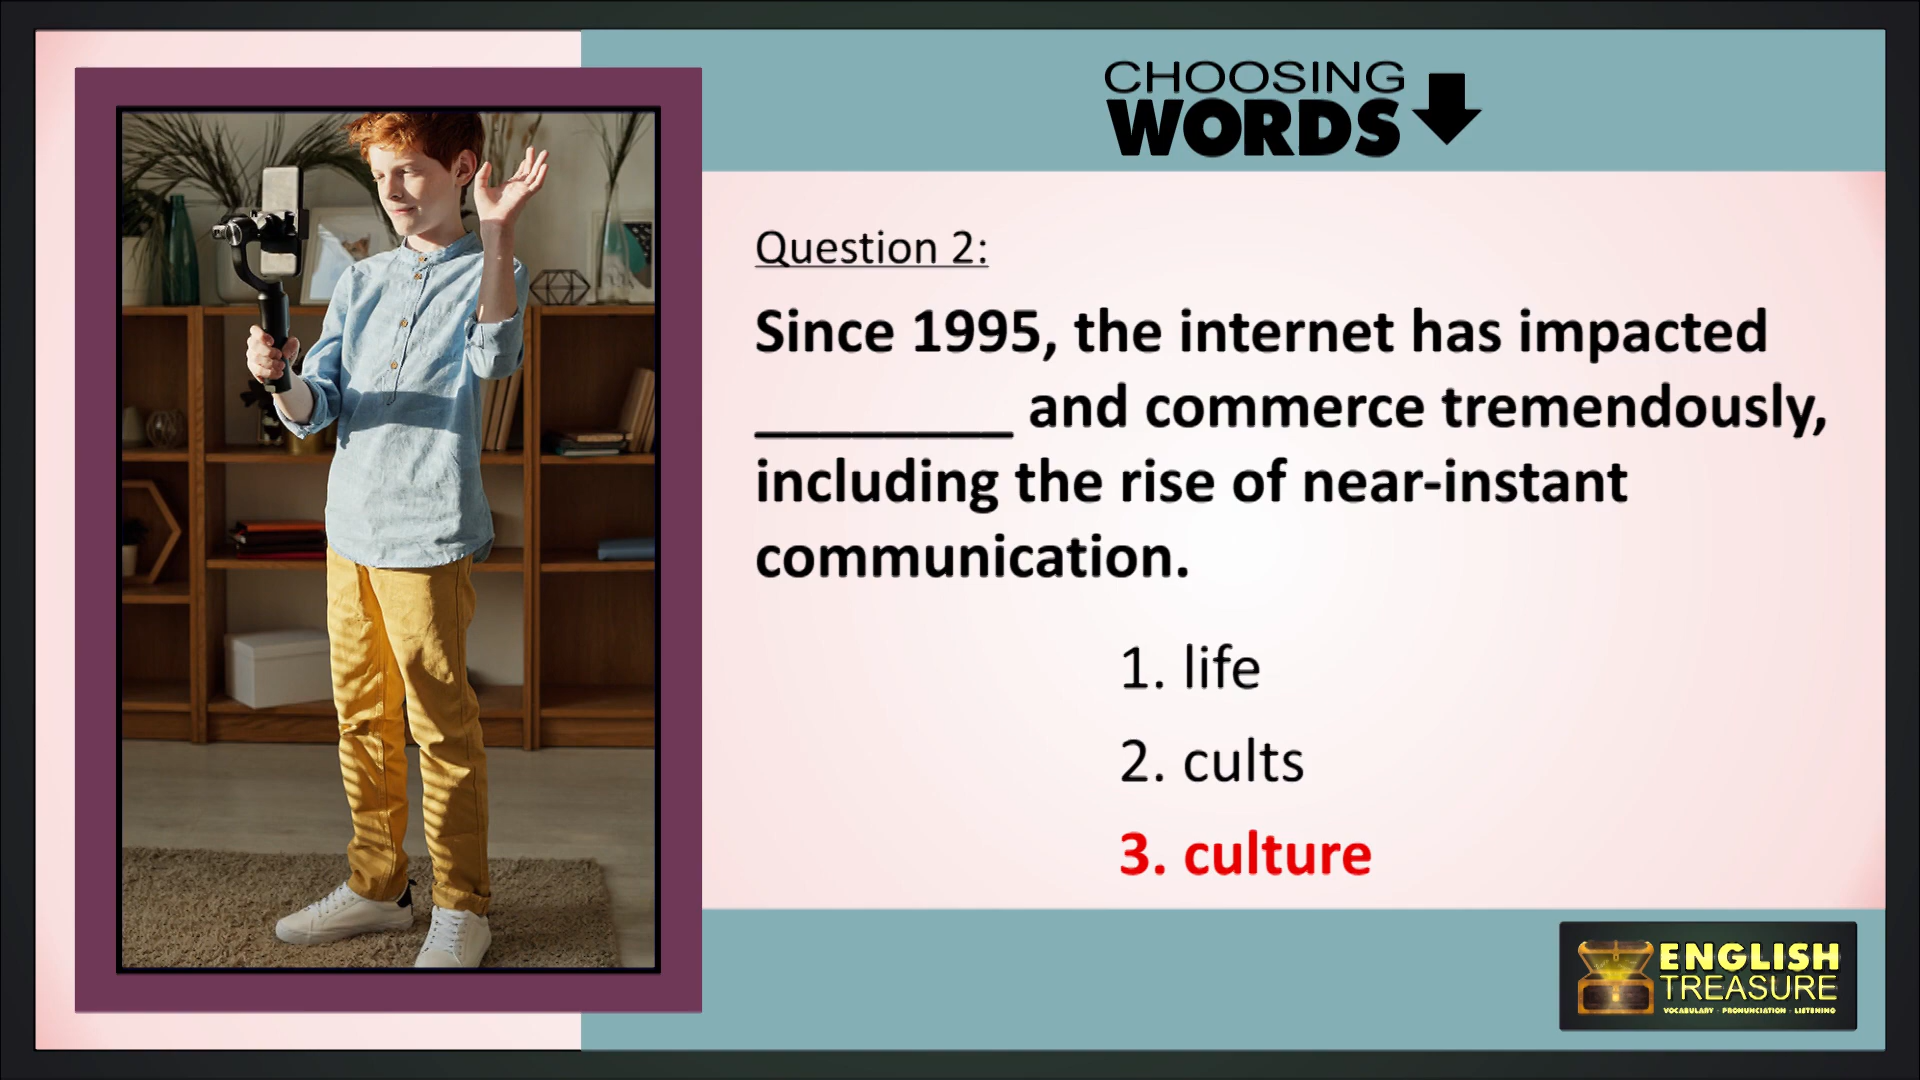 CHOOSING
WORDS
Question 2:
Since 1995, the internet has impacted
________ and commerce tremendously,
including the rise of near-instant
communication.
1. life
2. cults
3. culture
ENGLISH
TREASURE
VOCABULARY - PRONUNCIATION - LISTENING